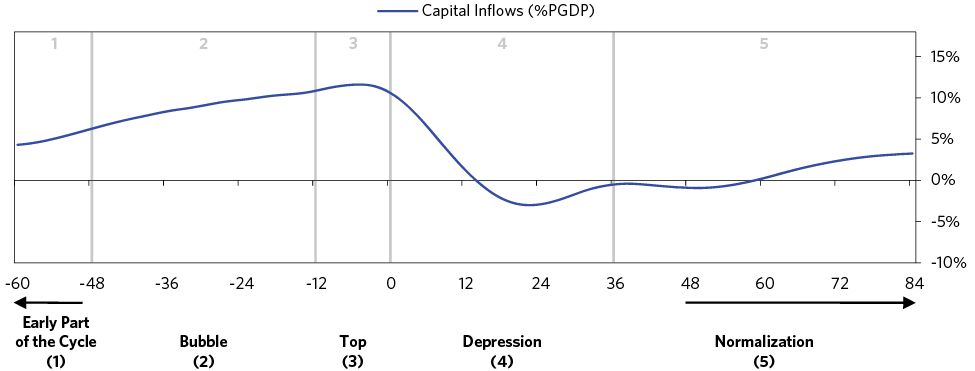 Capital Inflows (%PGDP)
1 2 3 4 5
15%
10%
5%
0%
-5%
-10%
-60 -48 -36 -24 -12 0 12 24 36 48 60 72 84
Early Part
of the Cycle
(1)
Bubble
(2)
Top
(3)
Depression
(4)
Normalization
(5)